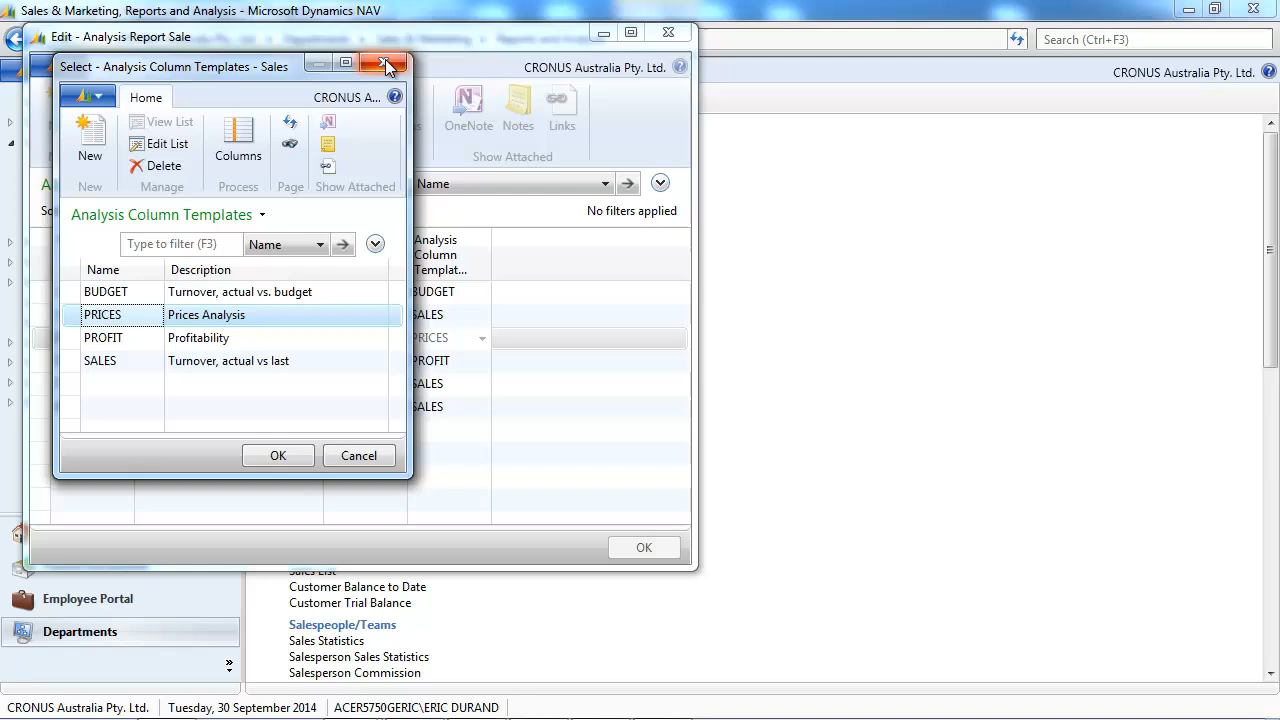 Sales & Marketing, Reports and Analysis - Microsoft Dynamics NAV
Edit - Analysis Report Sale
Search (Ctrl+F3)
Select - Analysis Column Templates - Sales
CRONUS Australia Pty. Ltd.
CRONUS Australia Pty. Ltd.
Home
CRONUS A...
New
View List
Edit List
Delete
Columns
OneNote
Notes
Links
New
Manage
Process
Page
Show Attached
Show Attached
Analysis Column Templates
Name
No filters applied
Type to filter (F3)
Name
Name
Description
Analysis
Column
Templat...
BUDGET
Turnover, actual vs. budget
BUDGET
PRICES
Prices Analysis
SALES
PROFIT
Profitability
PRICES
SALES
Turnover, actual vs last
PROFIT
SALES
SALES
OK
Cancel
OK
Sales List
Customer Balance to Date
Customer Trial Balance
Salespeople/Teams
Sales Statistics
Salesperson Sales Statistics
Salesperson Commission
Employee Portal
Departments
CRONUS Australia Pty. Ltd.
Tuesday, 30 September 2014
ACER5750GERIC\ERIC DURAND